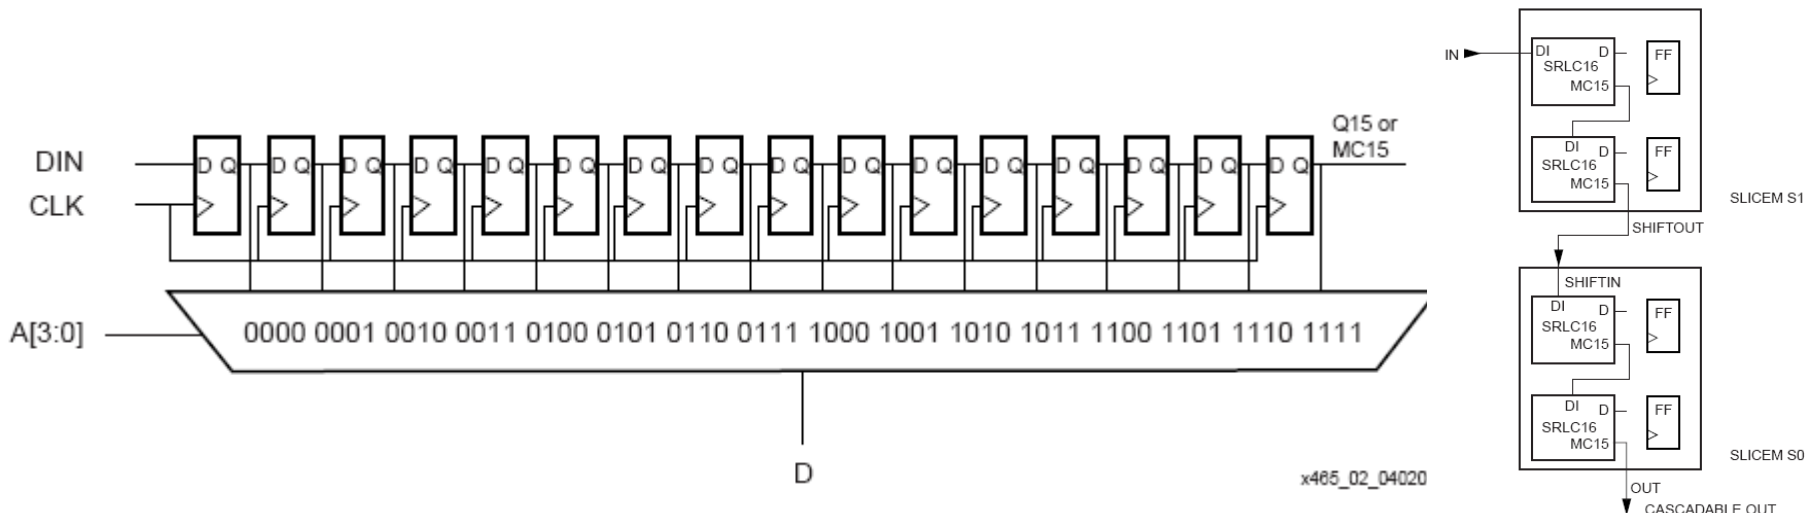 DIN
CLK
D Q D Q D Q D Q D Q D Q D Q D Q D Q D Q D Q D Q D Q D Q D Q D Q
Q15 or
MC15
A[3:0]
0000 0001 0010 0011 0100 0101 0110 0111 1000 1001 1010 1011 1100 1101 1110 1111
D
x465_02_04020
IN
DI D
SRLC16
MC15
FF
DI
D
SRLC16
MC15
FF
SLICEM S1
SHIFTOUT
SHIFTIN
DI
D
SRLC16
MC15
FF
DI
D
SRLC16
MC15
FF
SLICEM S0
OUT
CASCADABLE OUT